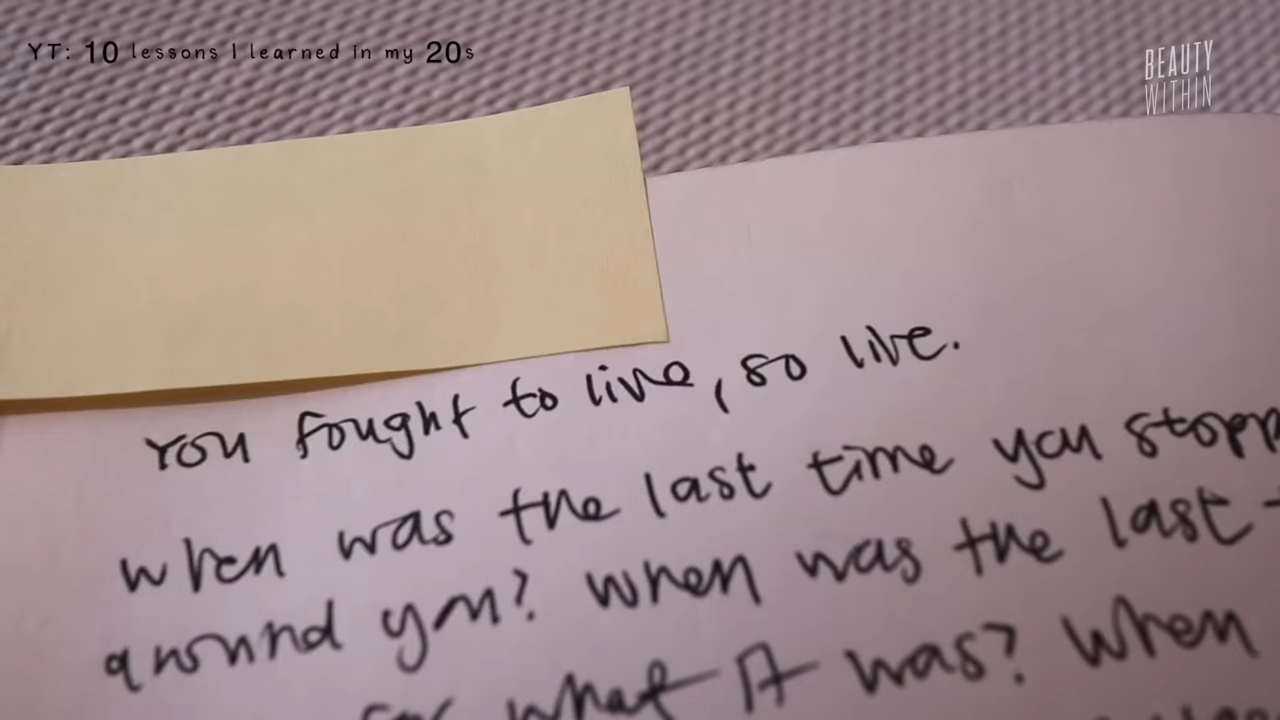 YT: 10 lessons I learned in my 20s
BEAUTY
WITHIN
You fought to live, so live.
when was the last time you
around you? when was the last
what it was? when